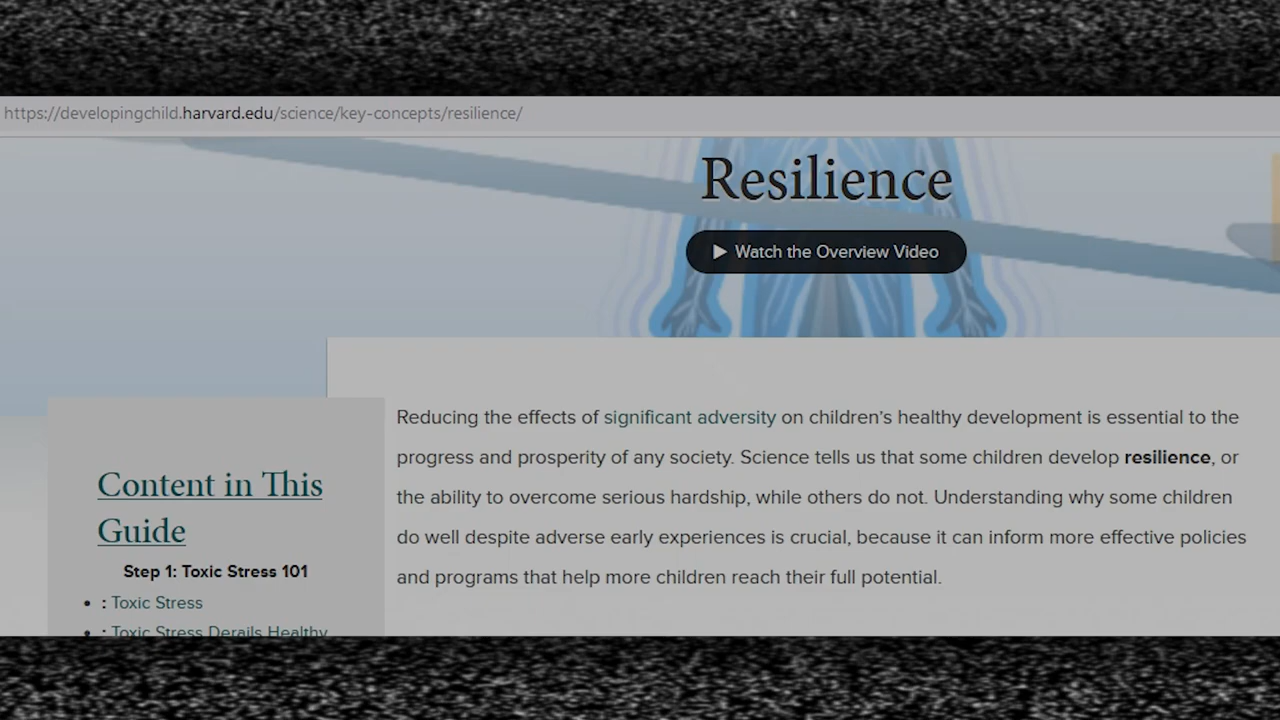 https://developingchild.harvard.edu/science/key-concepts/resilience/
Resilience
Watch the Overview Video
Reducing the effects of significant adversity on children's healthy development is essential to the
progress and prosperity of any society. Science tells us that some children develop resilience, or
the ability to overcome serious hardship, while others do not. Understanding why some children
do well despite adverse early experiences is crucial, because it can inform more effective policies
and programs that help more children reach their full potential.
Content in This
Guide
Step 1: Toxic Stress 101
: Toxic Stress
: Toxic Stress Derails Healthy